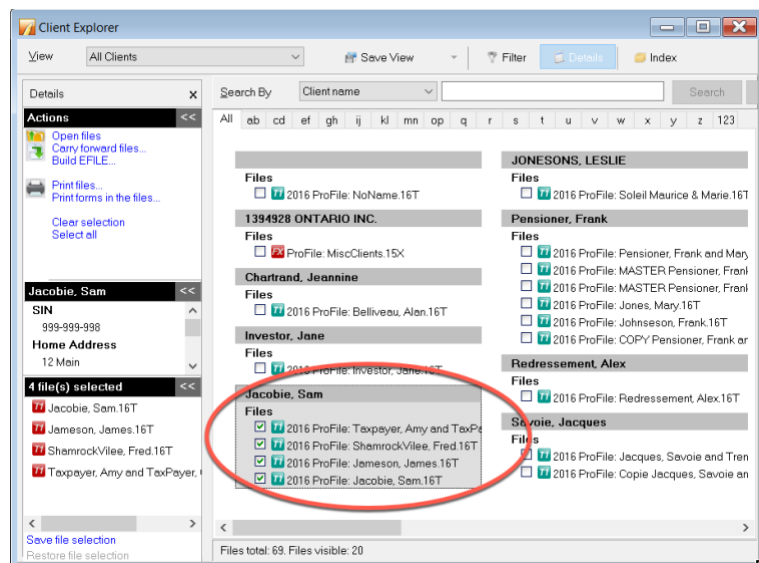 Client Explorer
View All Clients Save View Filter Details Index
Details x
Search By Client name Search
Actions <<
Open files
Carry forward files...
Build EFILE...
Print files...
Print forms in the files...
Clear selection
Select all
Jacobie, Sam <<
SIN
999-999-998
Home Address
12 Main
4 file(s) selected <<
Jacobie, Sam.16T
Jameson, James.16T
ShamrockVilee, Fred.16T
Taxpayer, Amy and TaxPayer,
Save file selection
Restore file selection
All ab cd ef gh ij kl mn op q r s t u v w x y z 123
Files
2016 ProFile: NoName.16T
1394928 ONTARIO INC.
Files
ProFile: MiscClients.15X
Chartrand, Jeannine
Files
2016 ProFile: Belliveau, Alan.16T
Investor, Jane
Files
2016 ProFile: Investor, Jane.16T
Jacobie, Sam
Files
2016 ProFile: Taxpayer, Amy and TaxPa
2016 ProFile: ShamrockVilee, Fred.16T
2016 ProFile: Jameson, James.16T
2016 ProFile: Jacobie, Sam.16T
JONESONS, LESLIE
Files
2016 ProFile: Soleil Maurice & Marie.16T
Pensioner, Frank
Files
2016 ProFile: Pensioner, Frank and Mary
2016 ProFile: MASTER Pensioner, Frank
2016 ProFile: MASTER Pensioner, Frank
2016 ProFile: Jones, Mary.16T
2016 ProFile: Johnseson, Frank.16T
2016 ProFile: COPY Pensioner, Frank an
Redressement, Alex
Files
2016 ProFile: Redressement, Alex.16T
Savoie, Jacques
Files
2016 ProFile: Jacques, Savoie and Tren
2016 ProFile: Copie Jacques, Savoie an
Files total: 69. Files visible: 20